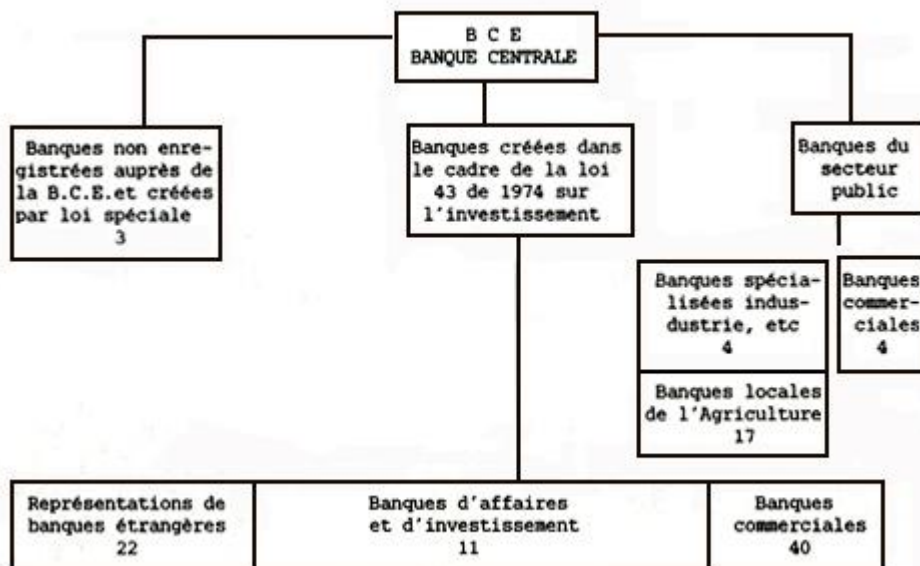 B C E
BANQUE CENTRALE
Banques non enre-
gistrées auprès de
la B.C.E.et créées
par loi spéciale
3
Banques créées dans
le cadre de la loi
43 de 1974 sur
l'investissement
Banques du
secteur
public
Banques spécia-
lisées indus-
dustrie, etc
4
Banques
commer-
ciales
4
Banques locales
de l'Agriculture
17
Représentations de
banques étrangères
22
Banques d'affaires
et d'investissement
11
Banques
commerciales
40